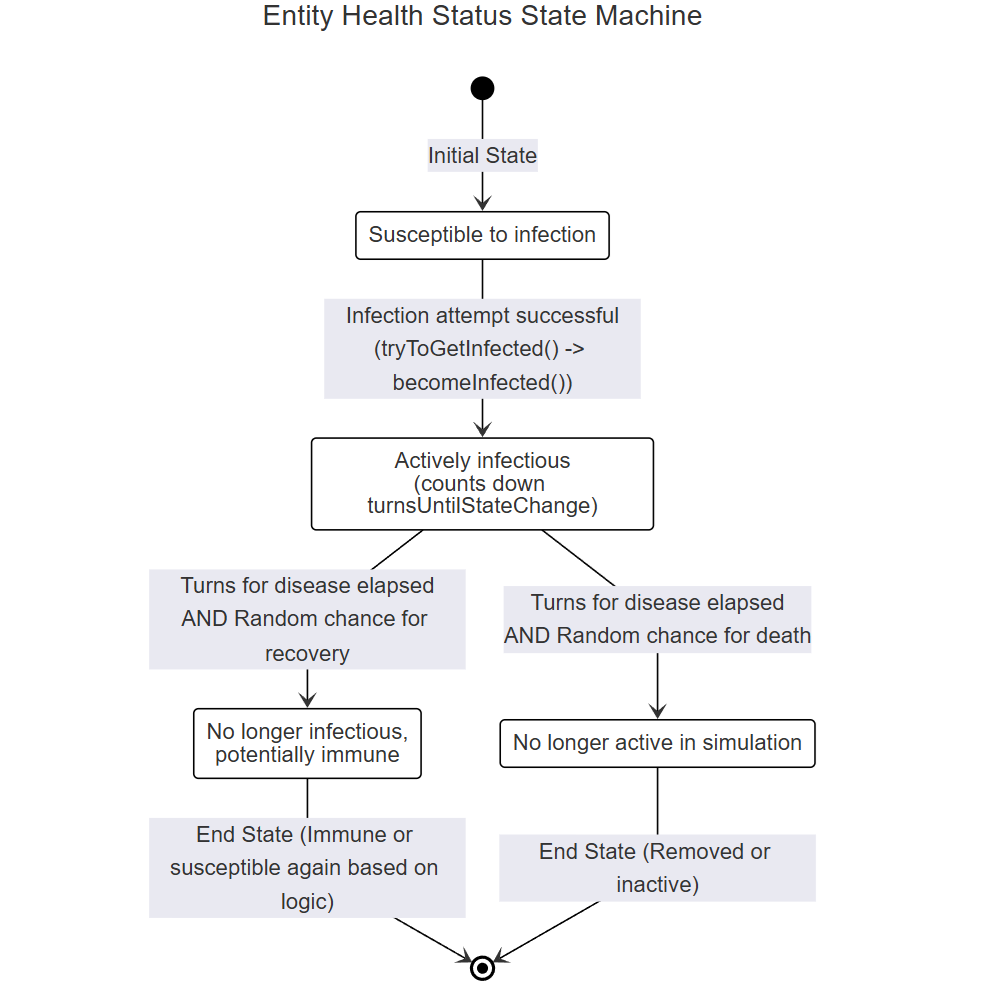 Entity Health Status State Machine
Initial State
Susceptible to infection
Infection attempt successful
(tryToGetInfected() ->
becomeInfected())
Actively infectious
(counts down
turnsUntilStateChange)
Turns for disease elapsed
AND Random chance for
recovery
Turns for disease elapsed
AND Random chance for death
No longer infectious,
potentially immune
No longer active in simulation
End State (Immune or
susceptible again based on
logic)
End State (Removed or
inactive)